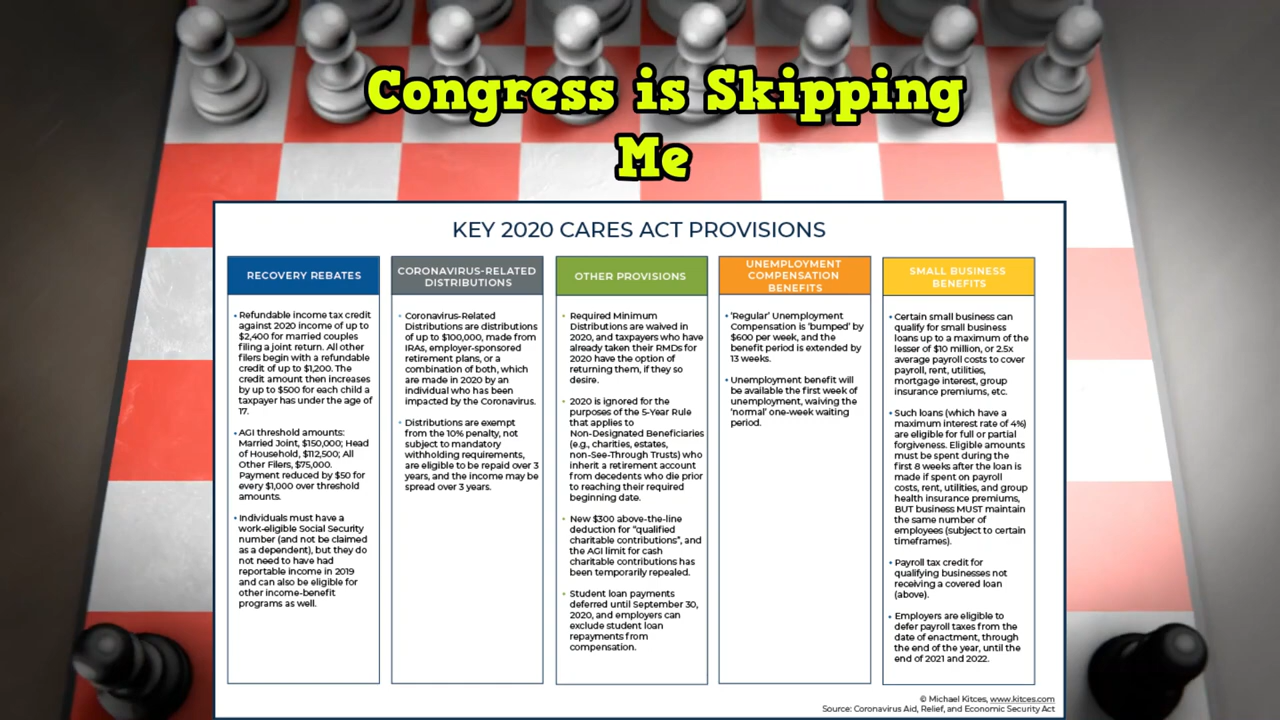 Congress is Skipping
Me
KEY 2020 CARES ACT PROVISIONS
RECOVERY REBATES
Refundable income tax credit
against 2020 income of up to
$2,400 for married couples
filing a joint return. All other
filers begin with a refundable
credit of up to $1,200. The
credit amount then increases
by up to $500 for each child a
taxpayer has under the age of
17.
AGI threshold amounts:
Married Joint, $150,000; Head
of Household, $112,500; All
Other Filers, $75,000.
Payment reduced by $50 for
every $1,000 over threshold
amounts.
Individuals must have a
work-eligible Social Security
number (and not be claimed
as a dependent), but they do
not need to have had
reportable income in 2019
and can also be eligible for
other income-benefit
programs as well.
CORONAVIRUS-RELATED
DISTRIBUTIONS
Coronavirus-Related
Distributions are distributions
of up to $100,000, made from
IRAs, employer-sponsored
retirement plans, or a
combination of both, which
are made in 2020 by an
individual who has been
impacted by the Coronavirus.
Distributions are exempt
from the 10% penalty, not
subject to mandatory
withholding requirements,
are eligible to be repaid over 3
years, and the income may be
spread over 3 years.
OTHER PROVISIONS
Required Minimum
Distributions are waived in
2020, and taxpayers who have
already taken their RMDs for
2020 have the option of
returning them, if they so
desire.
2020 is ignored for the
purposes of the 5-Year Rule
that applies to
Non-Designated Beneficiaries
(e.g., charities, estates,
non-See-Through Trusts) who
inherit a retirement account
from decedents who die prior
to reaching their required
beginning date.
New $300 above-the-line
deduction for "qualified
charitable contributions", and
the AGI limit for cash
charitable contributions has
been temporarily repealed.
Student loan payments
deferred until September 30,
2020, and employers can
exclude student loan
repayments from
compensation.
UNEMPLOYMENT
COMPENSATION
BENEFITS
'Regular' Unemployment
Compensation is 'bumped' by
$600 per week, and the
benefit period is extended by
13 weeks.
Unemployment benefit will
be available the first week of
unemployment, waiving the
'normal' one-week waiting
period.
SMALL BUSINESS
BENEFITS
Certain small business can
qualify for small business
loans up to a maximum of the
lesser of $10 million, or 2.5x
average payroll costs to cover
payroll, rent, utilities,
mortgage interest, group
insurance premiums, etc.
Such loans (which have a
maximum interest rate of 4%)
are eligible for full or partial
forgiveness. Eligible amounts
must be spent during the
first 8 weeks after the loan is
made if spent on payroll
costs, rent, utilities, and group
health insurance premiums,
BUT business MUST maintain
the same number of
employees (subject to certain
timeframes).
Payroll tax credit for
qualifying businesses not
receiving a covered loan
(above).
Employers are eligible to
defer payroll taxes from the
date of enactment, through
the end of the year, until the
end of 2021 and 2022.
© Michael Kitces, www.kitces.com
Source: Coronavirus Aid, Relief, and Economic Security Act